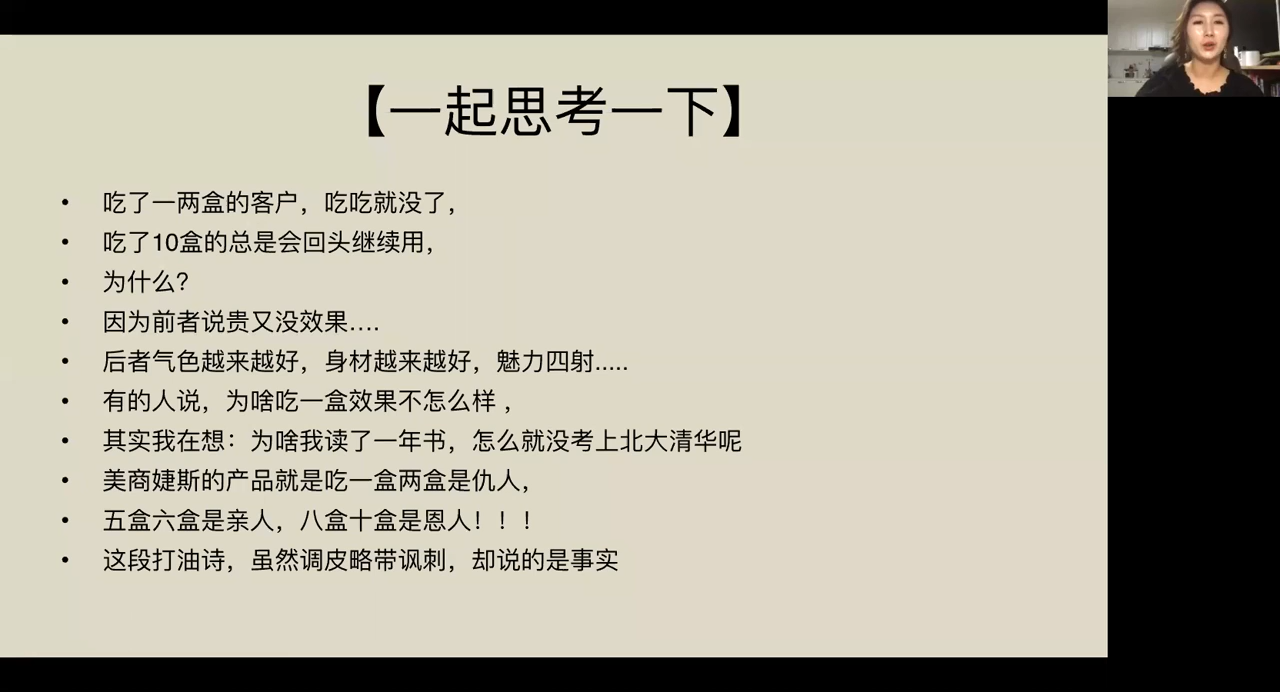 【一起思考一下】
• 吃了一两盒的客户，吃吃就没了，
• 吃了10盒的总是会回头继续用，
• 为什么？
• 因为前者说贵又没效果....
• 后者气色越来越好，身材越来越好，魅力四射.....
• 有的人说，为啥吃一盒效果不怎么样 ，
• 其实我在想：为啥我读了一年书，怎么就没考上北大清华呢
• 美商婕斯的产品就是吃一盒两盒是仇人，
• 五盒六盒是亲人，八盒十盒是恩人！！！
• 这段打油诗，虽然调皮略带讽刺，却说的是事实